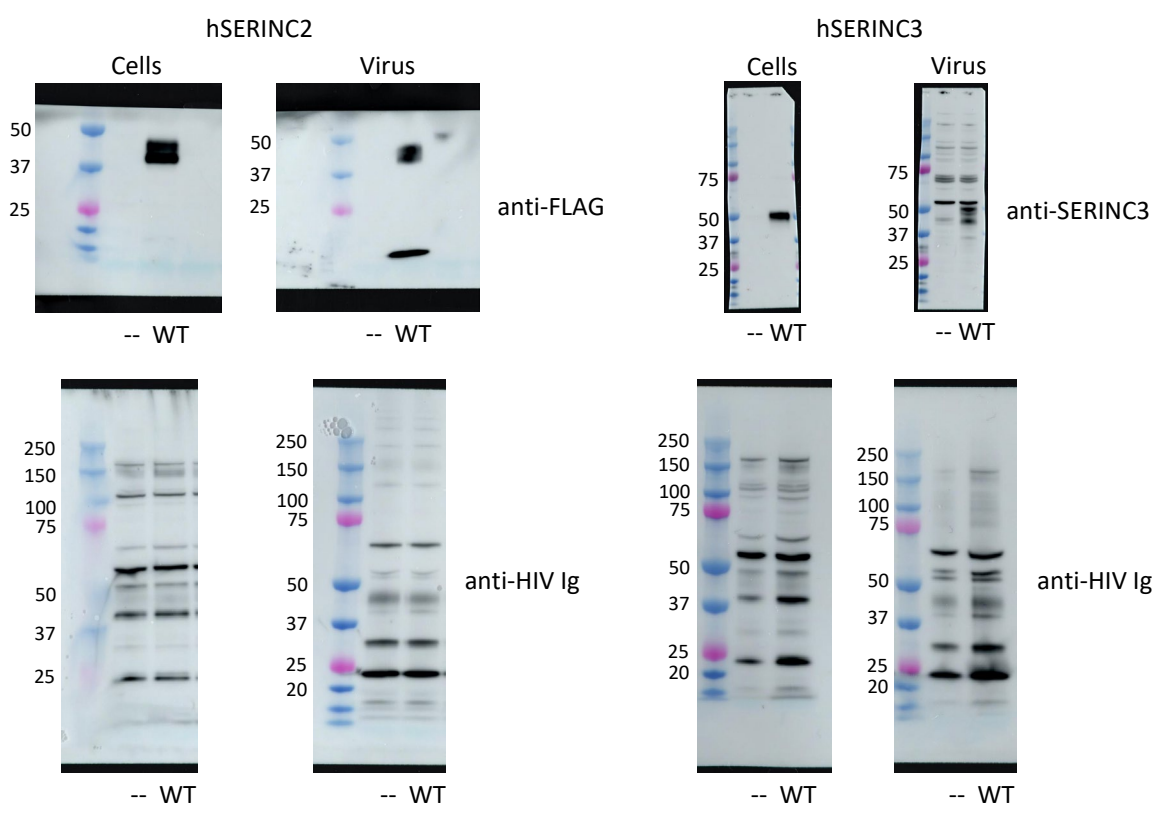 hSERINC2
hSERINC3
Cells
Virus
Cells
Virus
50
37
25
50
37
25
anti-FLAG
75
50
37
25
75
50
37
25
anti-SERINC3
-- WT
-- WT
-- WT
-- WT
250
150
100
75
50
37
25
250
150
100
75
50
37
25
20
anti-HIV Ig
250
150
100
75
50
37
25
20
250
150
100
75
50
37
25
20
anti-HIV Ig
-- WT
-- WT
-- WT
-- WT